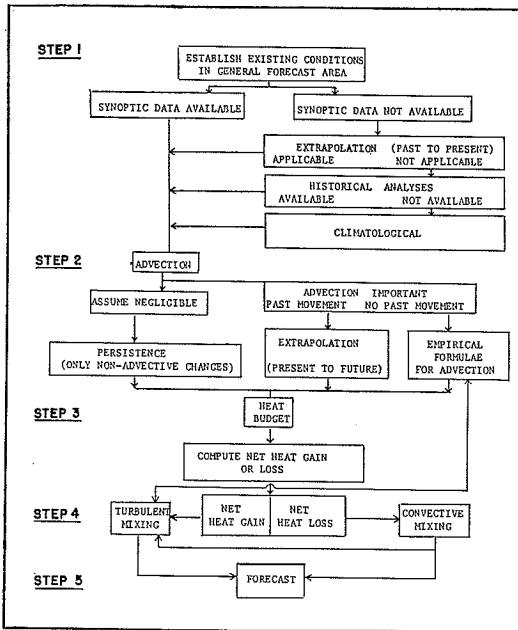 STEP 1
ESTABLISH EXISTING CONDITIONS
IN GENERAL FORECAST AREA
SYNOPTIC DATA AVAILABLE
SYNOPTIC DATA NOT AVAILABLE
EXTRAPOLATION (PAST TO PRESENT)
APPLICABLE NOT APPLICABLE
HISTORICAL ANALYSES
AVAILABLE NOT AVAILABLE
CLIMATOLOGICAL
STEP 2
ADVECTION
ASSUME NEGLIGIBLE
ADVECTION IMPORTANT
PAST MOVEMENT NO PAST MOVEMENT
PERSISTENCE
(ONLY NON-ADVECTIVE CHANGES)
EXTRAPOLATION
(PRESENT TO FUTURE)
EMPIRICAL
FORMULAE
FOR ADVECTION
STEP 3
HEAT
BUDGET
COMPUTE NET HEAT GAIN
OR LOSS
STEP 4
TURBULENT
MIXING
NET
HEAT GAIN
NET
HEAT LOSS
CONVECTIVE
MIXING
STEP 5
FORECAST